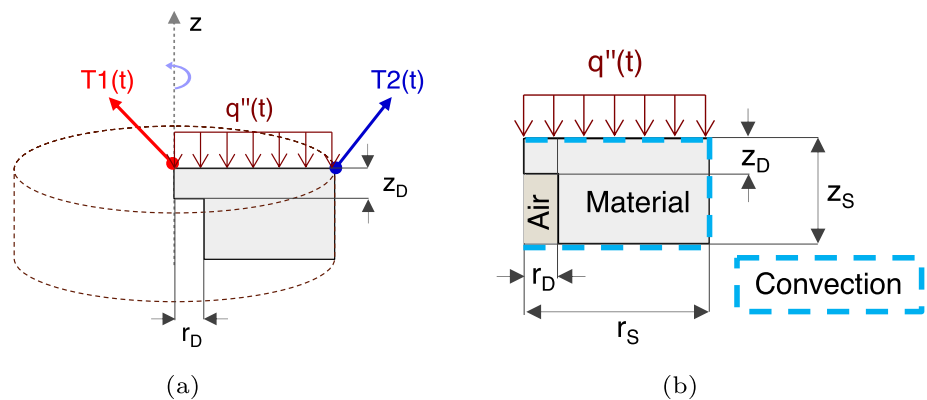 z
T1(t)
T2(t)
q"(t)
z_D
r_D
(a)
q"(t)
z_D
z_S
Air
Material
r_D
r_S
Convection
(b)